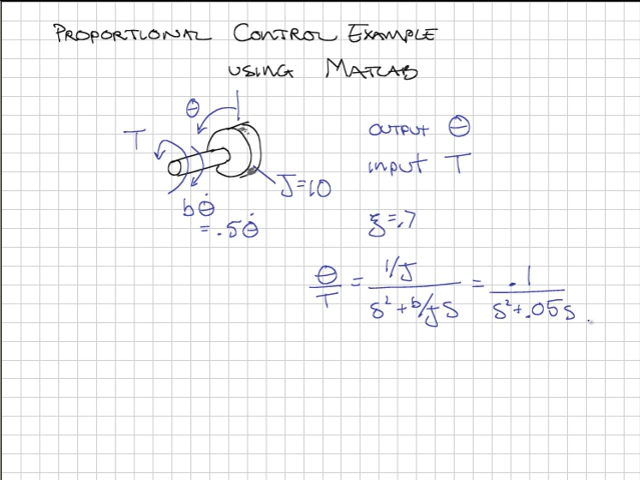 PROPORTIONAL CONTROL EXAMPLE
USING MATLAB
θ
T
J=10
bθ̇
= .5θ̇
OUTPUT θ
INPUT T
ξ=.7
θ/T = (1/J)/(s² + b/J s) = .1/(s² + .05s)